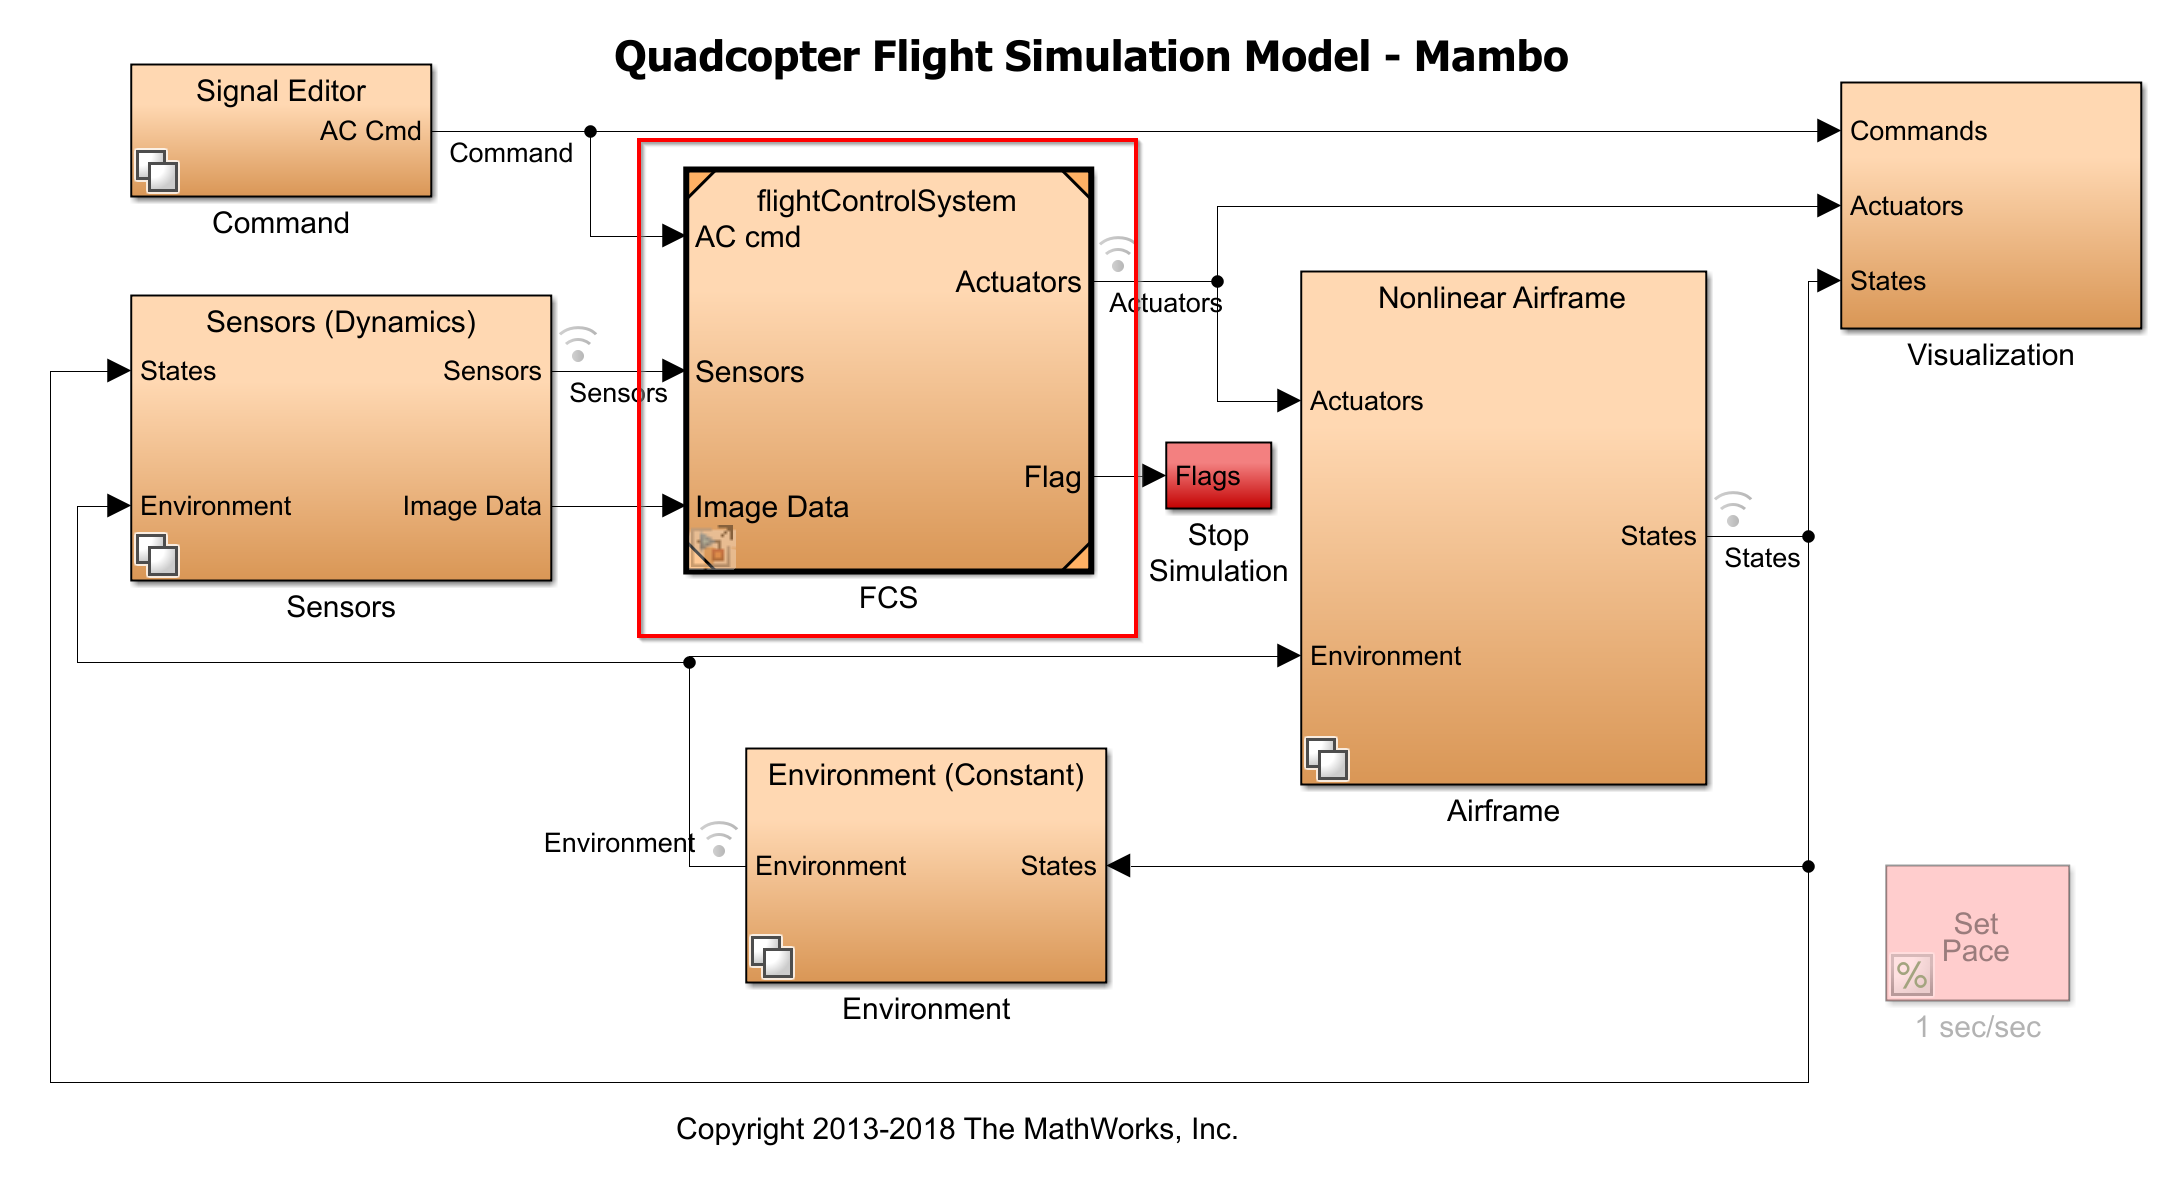 Quadcopter Flight Simulation Model - Mambo
Signal Editor
AC Cmd
Command
Command
flightControlSystem
AC cmd
Sensors
Image Data
Actuators
Flag
FCS
Sensors (Dynamics)
States
Environment
Sensors
Image Data
Sensors
Sensors
Actuators
Flags
Stop
Simulation
Nonlinear Airframe
Actuators
Environment
States
Airframe
States
Commands
Actuators
States
Visualization
Environment (Constant)
Environment
States
Environment
Environment
Set
Pace
%
1 sec/sec
Copyright 2013-2018 The MathWorks, Inc.